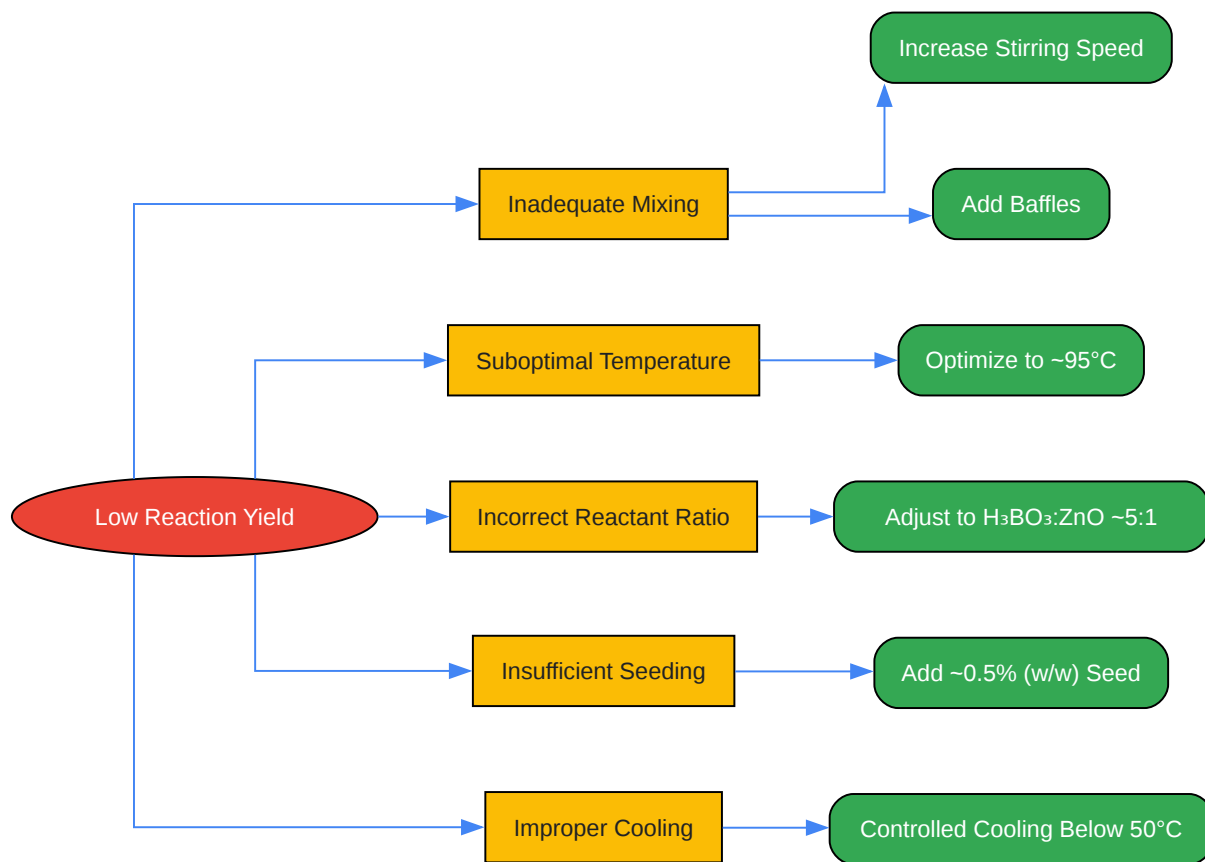 Increase Stirring Speed
Inadequate Mixing
Add Baffles
Suboptimal Temperature
Optimize to ~95°C
Low Reaction Yield
Incorrect Reactant Ratio
Adjust to H₃BO₃:ZnO ~5:1
Insufficient Seeding
Add ~0.5% (w/w) Seed
Improper Cooling
Controlled Cooling Below 50°C